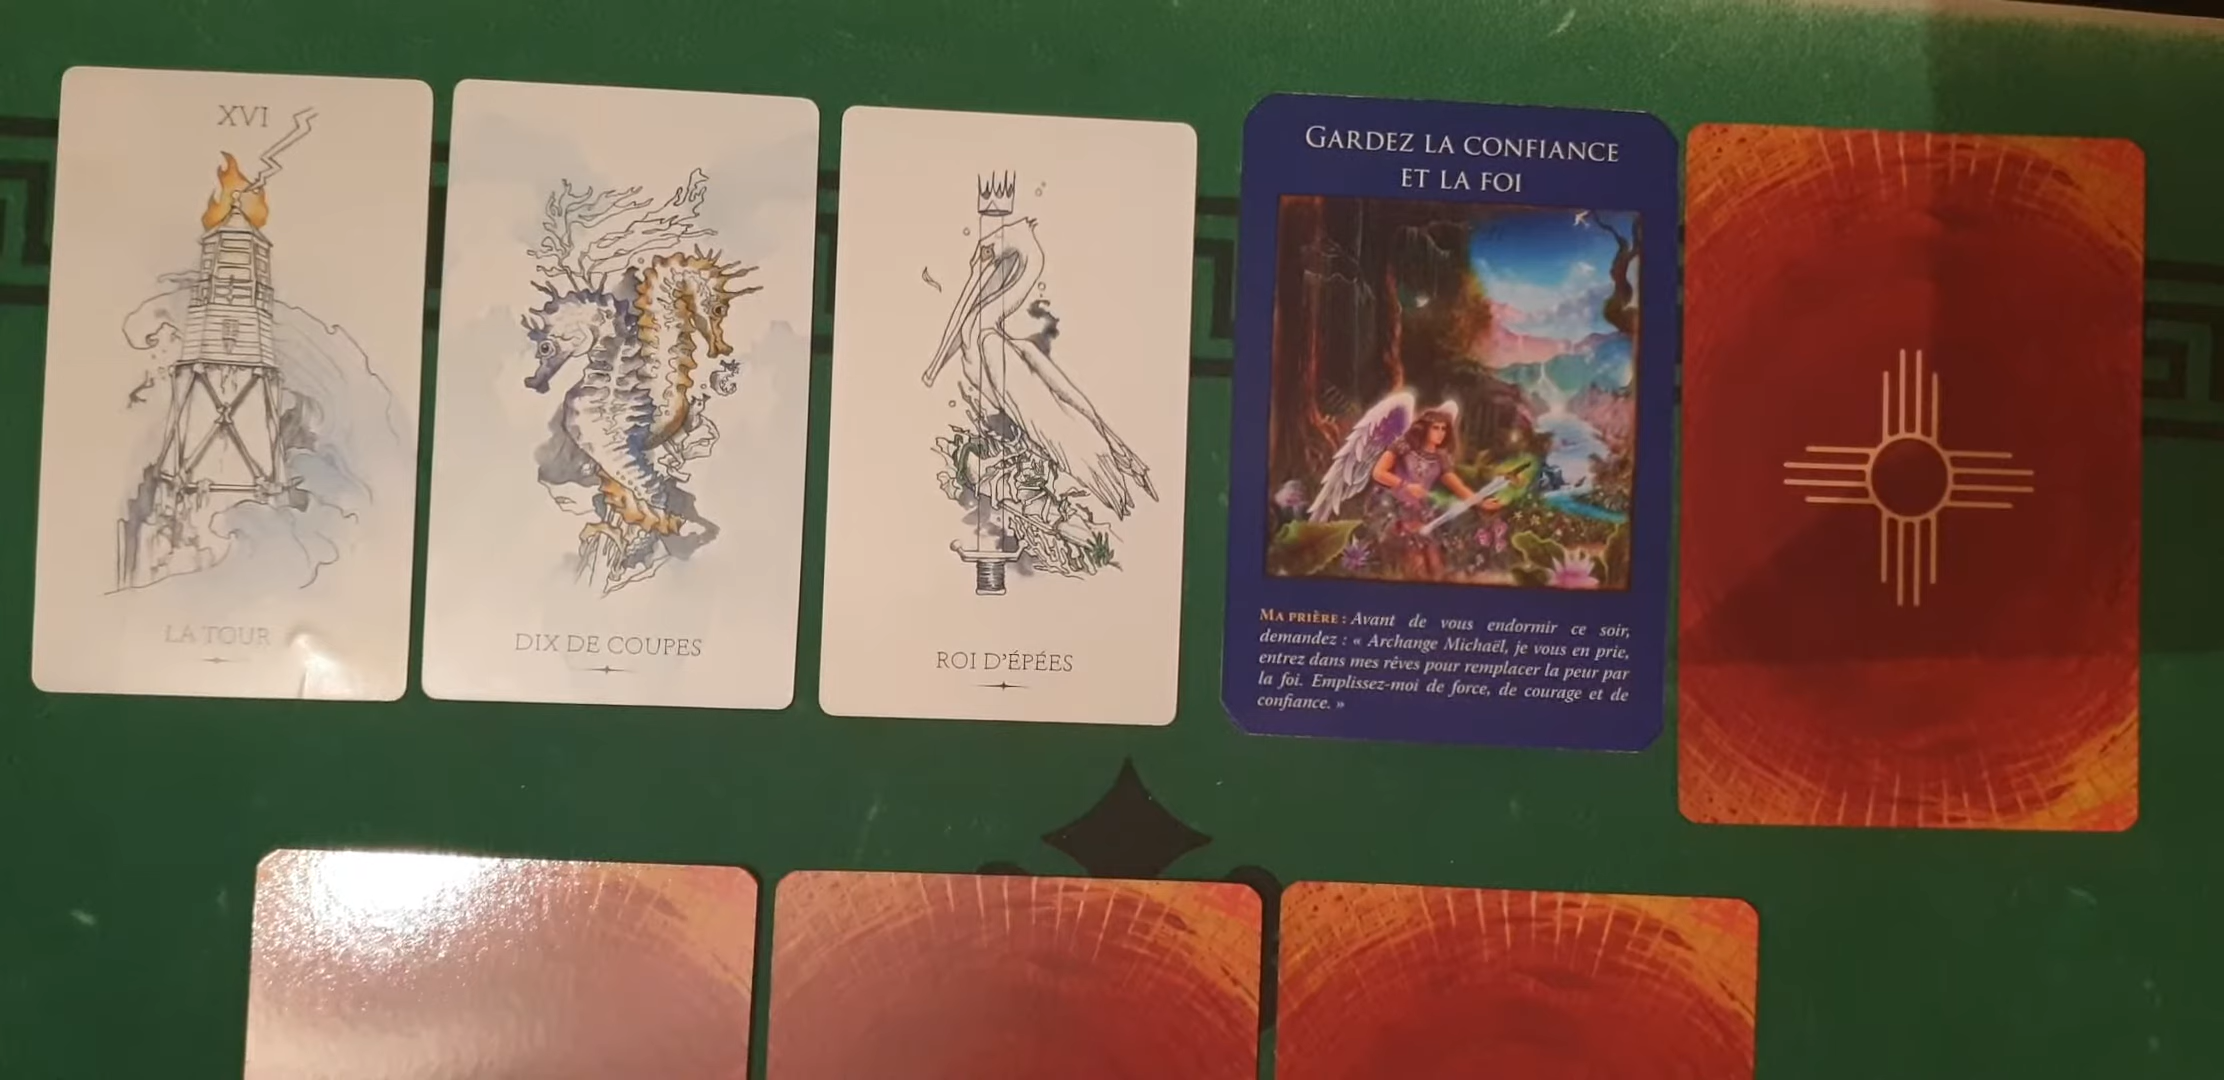 XVI
LA TOUR
DIX DE COUPES
ROI D'ÉPÉES
GARDEZ LA CONFIANCE
ET LA FOI
MA PRIÈRE : Avant de vous endormir ce soir,
demandez : « Archange Michaël, je vous en prie,
entrez dans mes rêves pour remplacer la peur par
la foi. Emplissez-moi de force, de courage et de
confiance. »